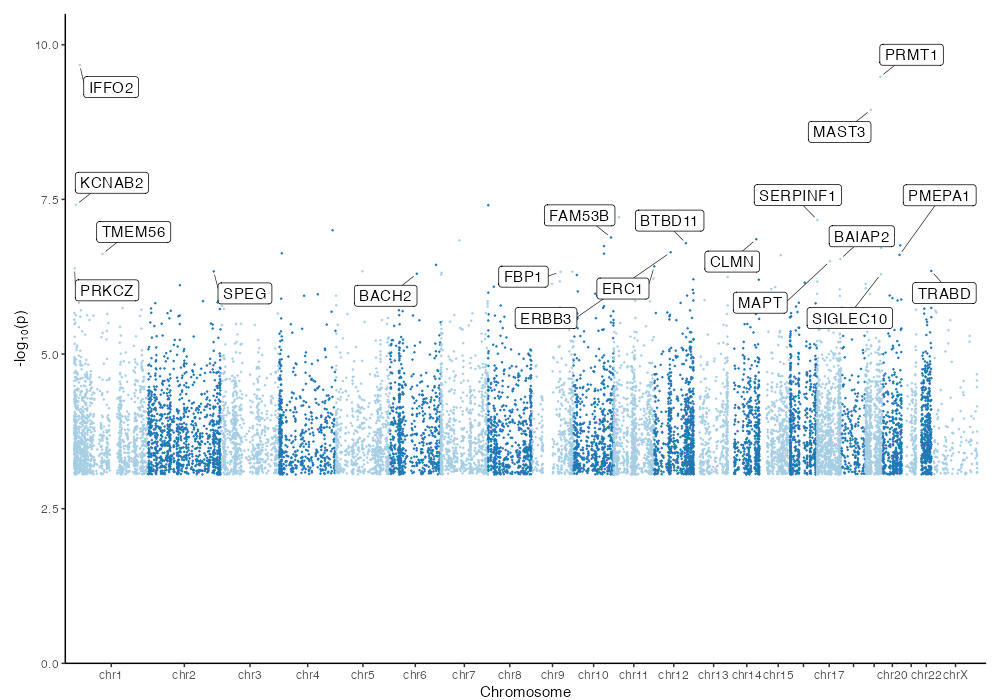 10.0
PRMT1
IFFO2
MAST3
KCNAB2
7.5
SERPINF1
PMEPA1
FAM53B
BTBD11
TMEM56
BAIAP2
CLMN
FBP1
PRKCZ
SPEG
BACH2
ERC1
MAPT
TRABD
ERBB3
SIGLEC10
-log10(p)
5.0
2.5
0.0
chr1 chr2 chr3 chr4 chr5 chr6 chr7 chr8 chr9 chr10 chr11 chr12 chr13 chr14 chr15 chr17 chr20 chr22 chrX
Chromosome